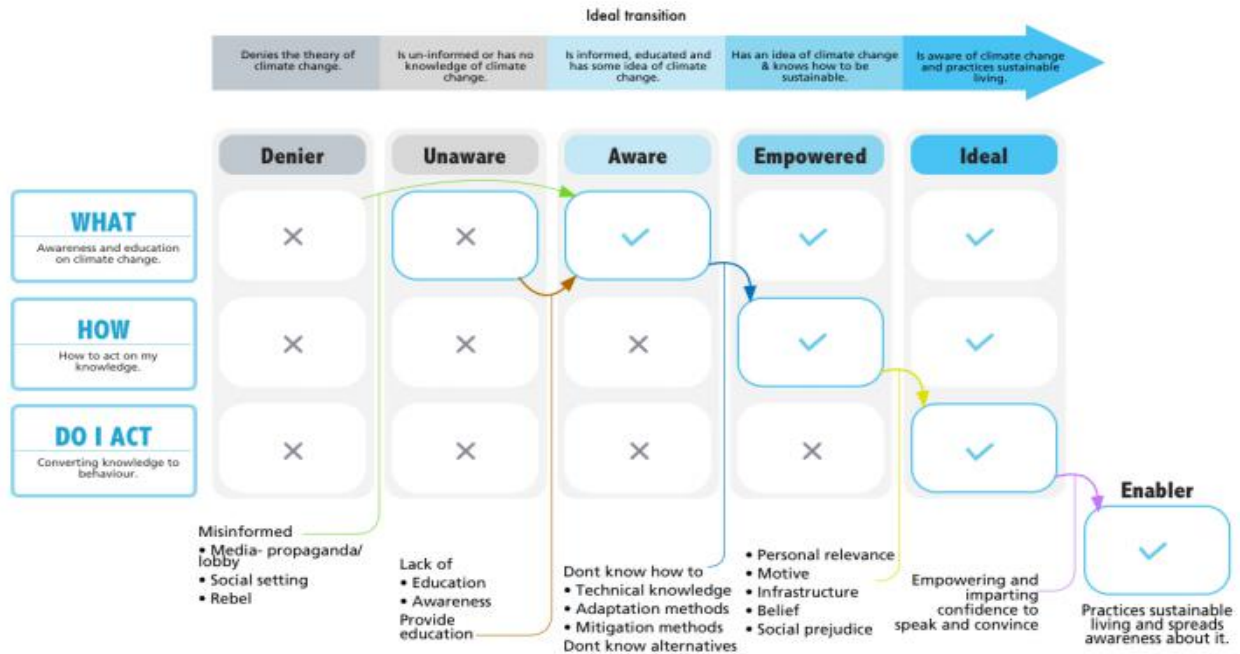 Ideal transition
Denies the theory of
climate change.
Is un-informed or has no
knowledge of climate
change.
Is informed, educated and
has some idea of climate
change.
Has an idea of climate change
& knows how to be
sustainable.
Is aware of climate change
and practices sustainable
living.
Denier
Unaware
Aware
Empowered
Ideal
WHAT
Awareness and education
on climate change.
HOW
How to act on my
knowledge.
DO I ACT
Converting knowledge to
behaviour.
Misinformed
• Media- propaganda/
lobby
• Social setting
• Rebel
Lack of
• Education
• Awareness
Provide
education
Dont know how to
• Technical knowledge
• Adaptation methods
• Mitigation methods
Dont know alternatives
• Personal relevance
• Motive
• Infrastructure
• Belief
• Social prejudice
Empowering and
imparting
confidence to
speak and convince
Enabler
Practices sustainable
living and spreads
awareness about it.